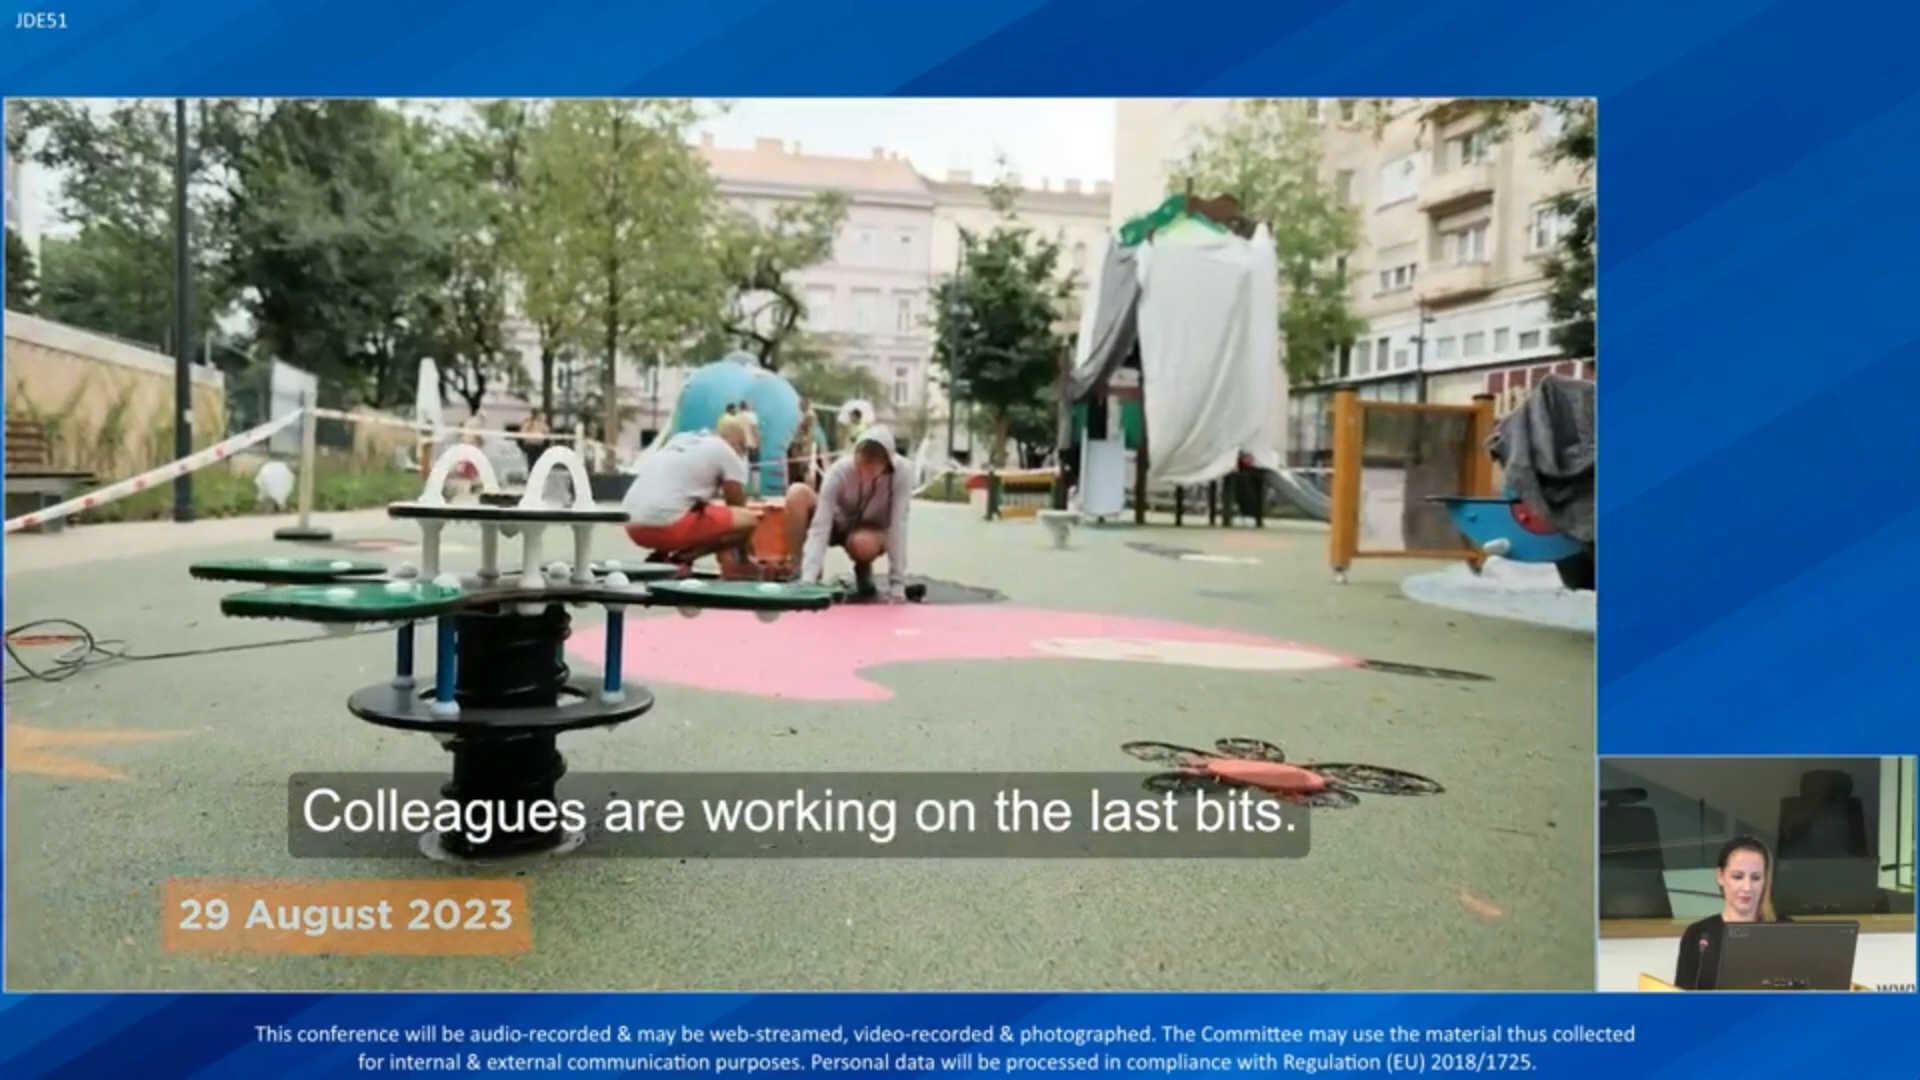 JDE51
Colleagues are working on the last bits.
29 August 2023
This conference will be audio-recorded & may be web-streamed, video-recorded & photographed. The Committee may use the material thus collected
for internal & external communication purposes. Personal data will be processed in compliance with Regulation (EU) 2018/1725.